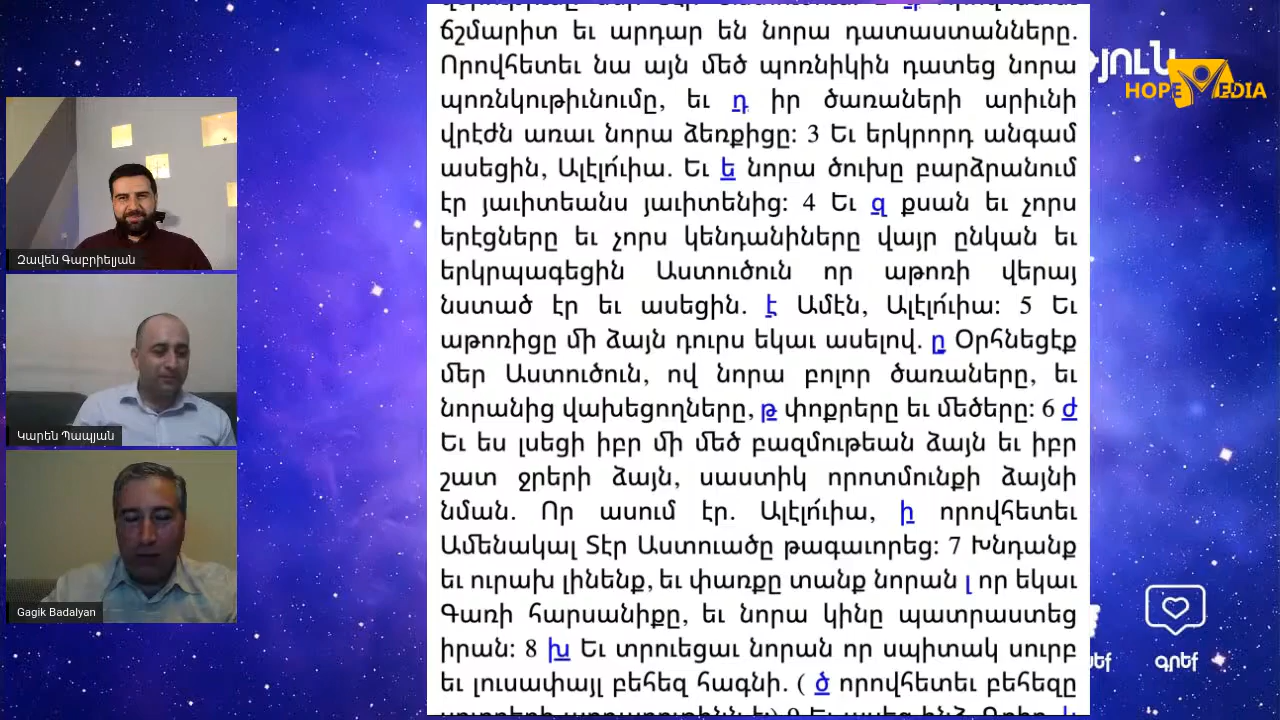 Զավեն Գաբրիելյան
Կարեն Պապյան
Gagik Badalyan
ճշմարիտ եւ արդար են նորա դատաստանները.
Որովհետեւ նա այն մեծ պոռնիկին դատեց նորա
պոռնկութիւնումը, եւ դ իր ծառաների արիւնի
վրէժն առաւ նորա ձեռքիցը: 3 Եւ երկրորդ անգամ
ասեցին, Ալէլո՛ւիա. Եւ ե նորա ծուխը բարձրանում
էր յաւիտեանս յաւիտենից: 4 Եւ զ քսան եւ չորս
երէցները եւ չորս կենդանիները վայր ընկան եւ
երկրպագեցին Աստուծուն որ աթոռի վերայ
նստած էր եւ ասեցին. է Ամէն, Ալէլո՛ւիա: 5 Եւ
աթոռիցը մի ձայն դուրս եկաւ ասելով. ը Օրհնեցէք
մեր Աստուծուն, ով նորա բոլոր ծառաները, եւ
նորանից վախեցողները, թ փոքրերը եւ մեծերը: 6 ժ
Եւ ես լսեցի իբր մի մեծ բազմութեան ձայն եւ իբր
շատ ջրերի ձայն, սաստիկ որոտմունքի ձայնի
նման. Որ ասում էր. Ալէլո՛ւիա, ի որովհետեւ
Ամենակալ Տէր Աստուածը թագաւորեց: 7 Խնդանք
եւ ուրախ լինենք, եւ փառքը տանք նորան լ որ եկաւ
Գառի հարսանիքը, եւ նորա կինը պատրաստեց
իրան: 8 խ Եւ տրուեցաւ նորան որ սպիտակ սուրբ
եւ լուսափայլ բեհեզ հագնի. ( ծ որովհետեւ բեհեզը
HOPE MEDIA
գրեք